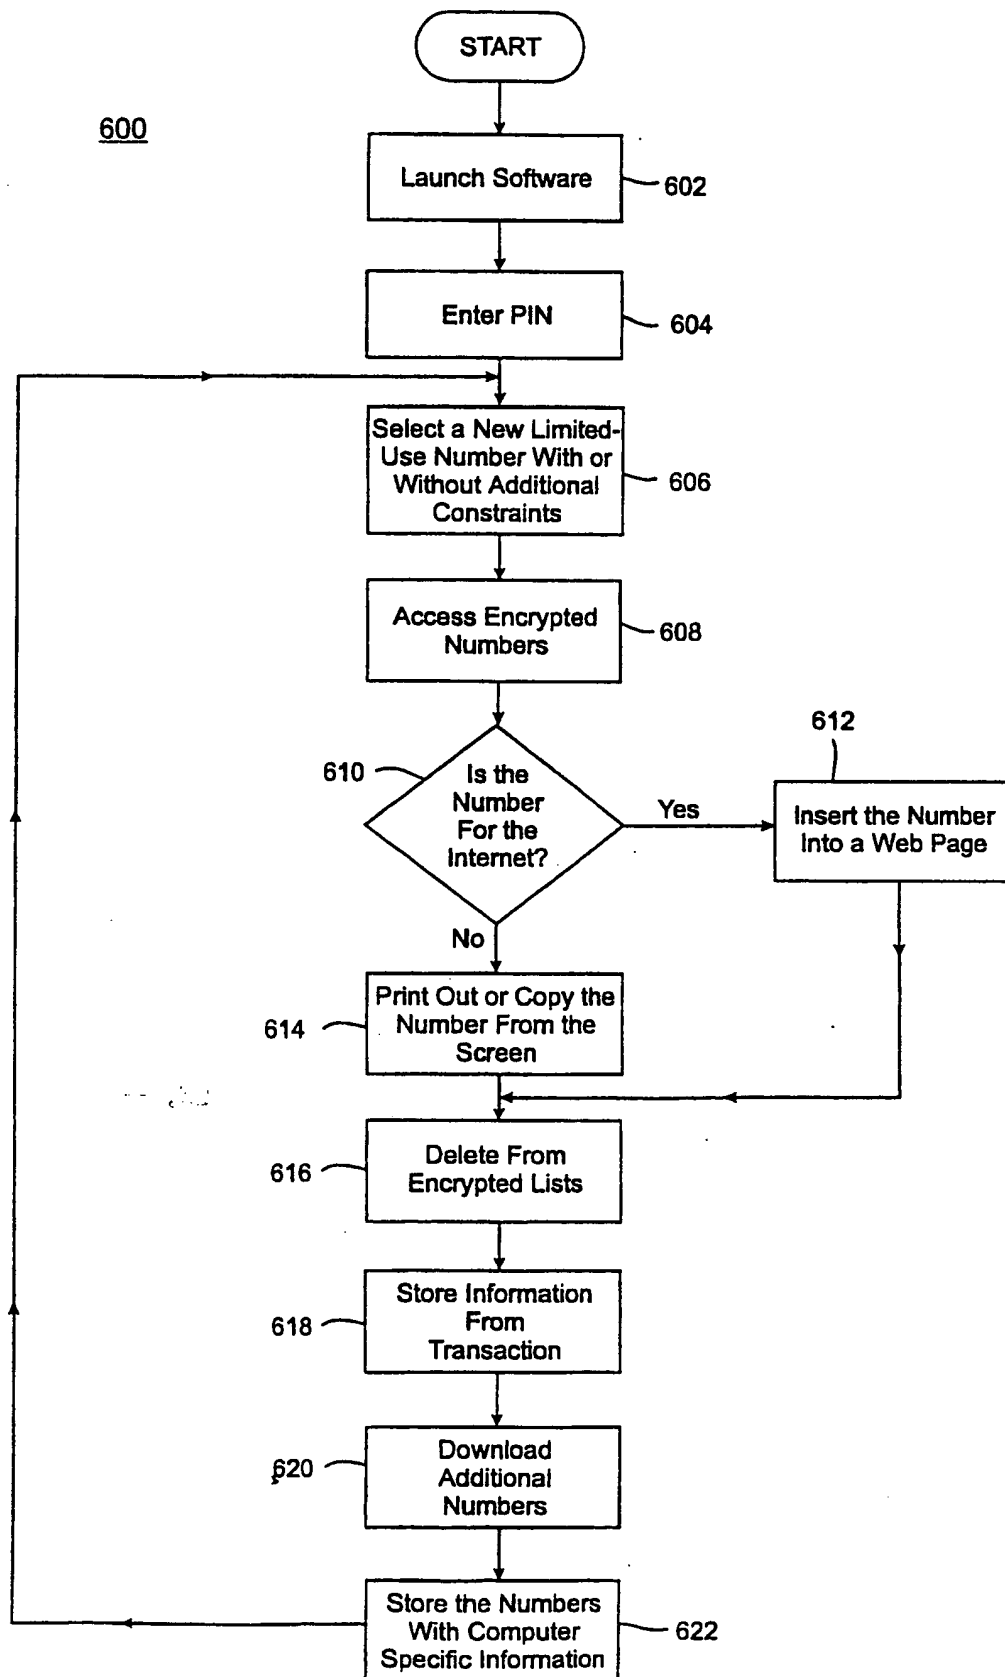 START
600
Launch Software
602
Enter PIN
604
Select a New Limited-
Use Number With or
Without Additional
Constraints
606
Access Encrypted
Numbers
608
610
Is the
Number
For the
Internet?
Yes
612
Insert the Number
Into a Web Page
No
614
Print Out or Copy the
Number From the
Screen
616
Delete From
Encrypted Lists
618
Store Information
From
Transaction
620
Download
Additional
Numbers
Store the Numbers
With Computer
Specific Information
622